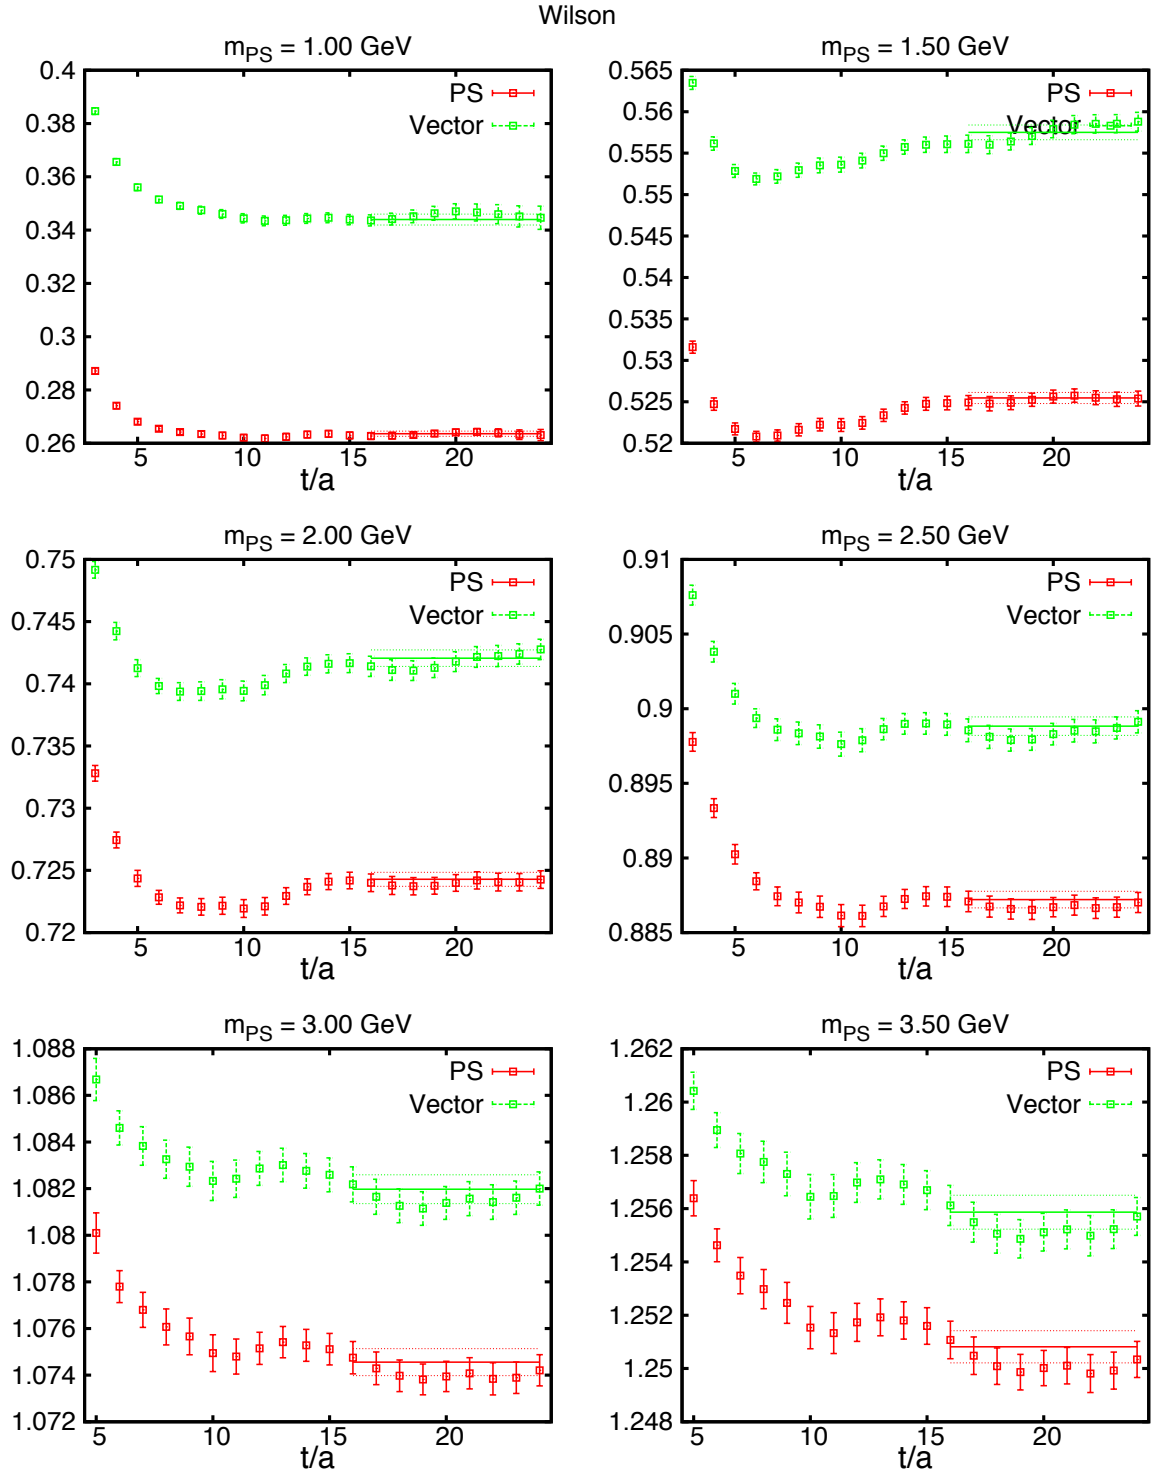 Wilson
m_PS = 1.00 GeV
0.4
0.38
0.36
0.34
0.32
0.3
0.28
0.26
PS
Vector
5 10 15 20
t/a
m_PS = 1.50 GeV
0.565
0.56
0.555
0.55
0.545
0.54
0.535
0.53
0.525
0.52
PS
Vector
5 10 15 20
t/a
m_PS = 2.00 GeV
0.75
0.745
0.74
0.735
0.73
0.725
0.72
PS
Vector
5 10 15 20
t/a
m_PS = 2.50 GeV
0.91
0.905
0.9
0.895
0.89
0.885
PS
Vector
5 10 15 20
t/a
m_PS = 3.00 GeV
1.088
1.086
1.084
1.082
1.08
1.078
1.076
1.074
1.072
PS
Vector
5 10 15 20
t/a
m_PS = 3.50 GeV
1.262
1.26
1.258
1.256
1.254
1.252
1.25
1.248
PS
Vector
5 10 15 20
t/a